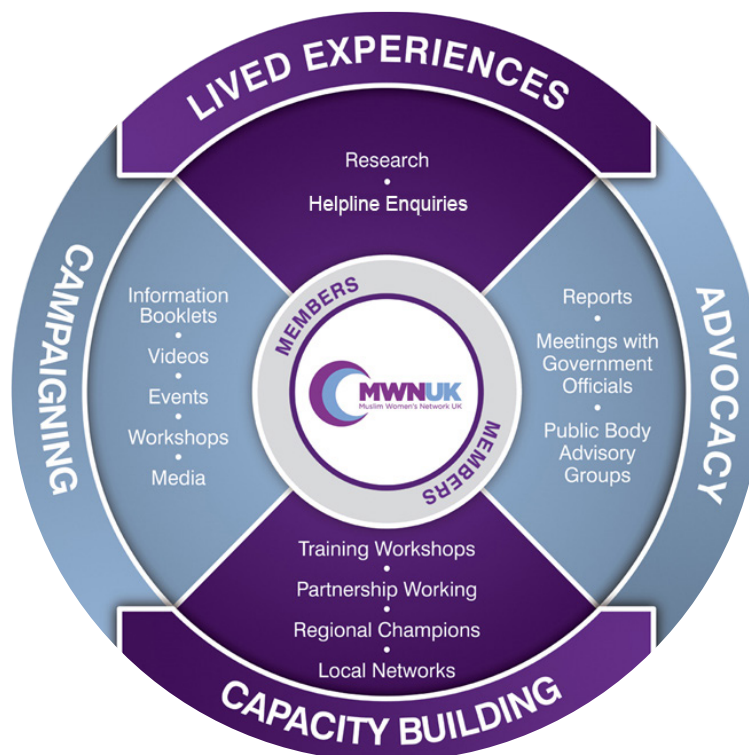 LIVED EXPERIENCES
Research
•
Helpline Enquiries
CAMPAIGNING
Information
Booklets
•
Videos
•
Events
•
Workshops
•
Media
MEMBERS
MWNUK
Muslim Women's Network UK
MEMBERS
Reports
•
Meetings with
Government
Officials
•
Public Body
Advisory
Groups
ADVOCACY
Training Workshops
•
Partnership Working
•
Regional Champions
•
Local Networks
CAPACITY BUILDING